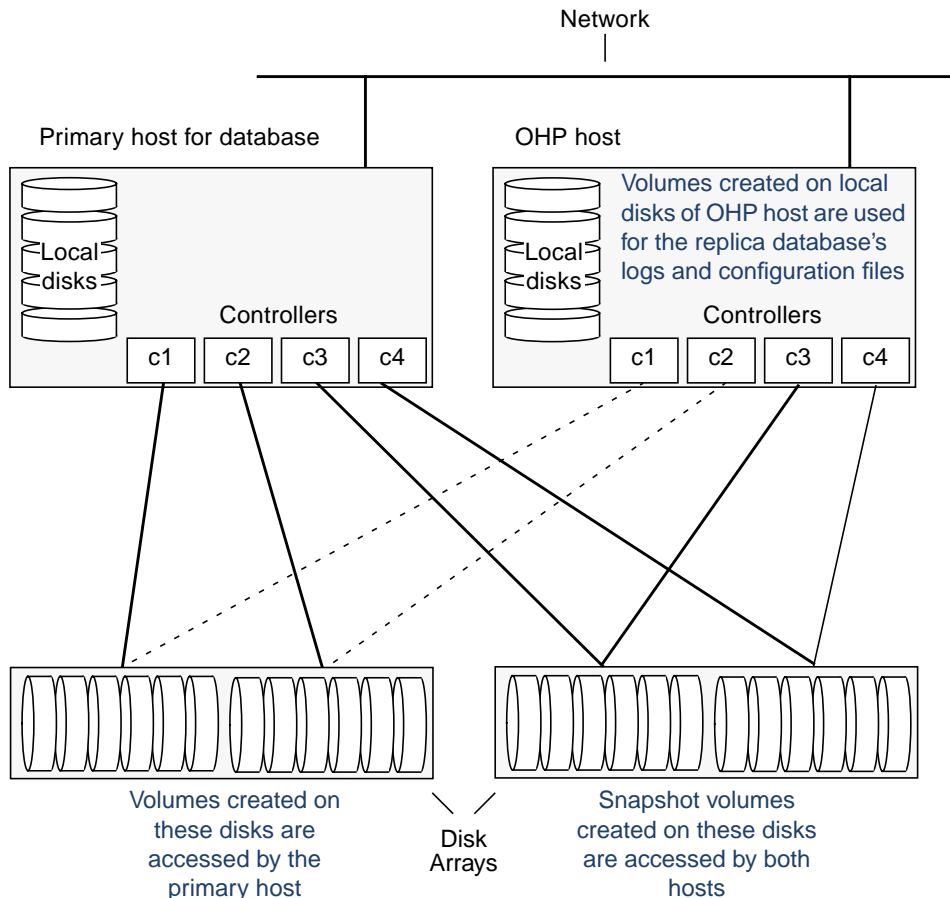 Network
Primary host for database
OHP host
Local
disks
Controllers
c1
c2
c3
c4
Local
disks
Volumes created on local
disks of OHP host are used
for the replica database’s
logs and configuration files
Controllers
c1
c2
c3
c4
Volumes created on
these disks are
accessed by the
primary host
Disk
Arrays
Snapshot volumes
created on these disks
are accessed by both
hosts